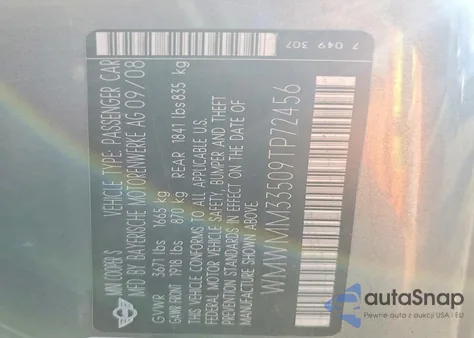 MINI COOPER S VEHICLE TYPE: PASSENGER CAR
MFD BY BAYERISCHE MOTORENWERKE AG 09/08
GVWR 3671 lbs 1665 kg
GAWR FRONT 1918 lbs 870 kg REAR 1841 lbs 835 kg
THIS VEHICLE CONFORMS TO ALL APPLICABLE U.S.
FEDERAL MOTOR VEHICLE SAFETY, BUMPER AND THEFT
PREVENTION STANDARDS IN EFFECT ON THE DATE OF
MANUFACTURE SHOWN ABOVE.
WMWMM33509TP72456
7 049 307
MINI
autoSnap
Pewne auta z aukcji USA i EU